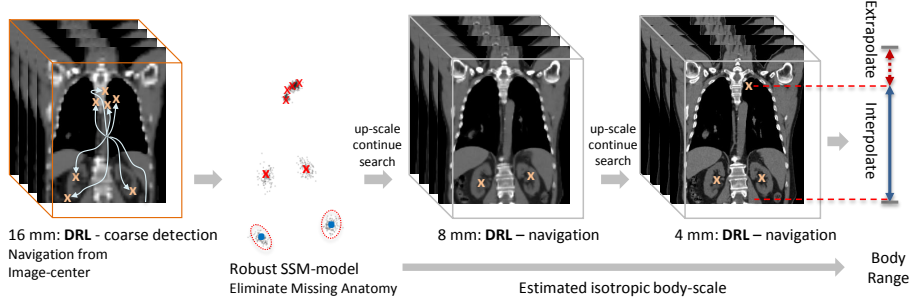 16 mm: DRL - coarse detection
Navigation from
Image-center
Robust SSM-model
Eliminate Missing Anatomy
up-scale
continue
search
8 mm: DRL – navigation
up-scale
continue
search
4 mm: DRL – navigation
Estimated isotropic body-scale
Extrapolate
Interpolate
Body
Range